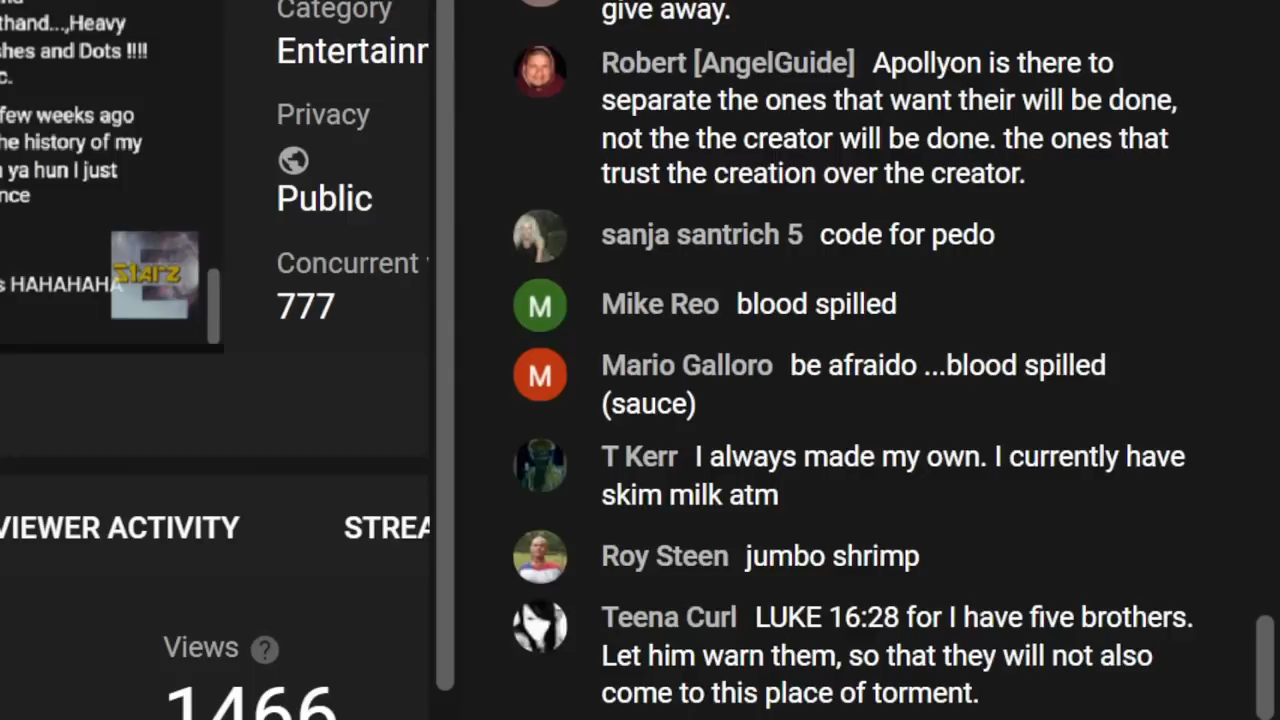 thand...,Heavy
shes and Dots !!!!
c.
few weeks ago
he history of my
ya hun I just
nce
s HAHAHAHA
STARZ
Category
Entertainr
Privacy
Public
Concurrent
777
VIEWER ACTIVITY STREA
Views ?
1466
give away.
Robert [AngelGuide] Apollyon is there to
separate the ones that want their will be done,
not the the creator will be done. the ones that
trust the creation over the creator.
sanja santrich 5 code for pedo
M Mike Reo blood spilled
M Mario Galloro be afraido ...blood spilled
(sauce)
T Kerr I always made my own. I currently have
skim milk atm
Roy Steen jumbo shrimp
Teena Curl LUKE 16:28 for I have five brothers.
Let him warn them, so that they will not also
come to this place of torment.